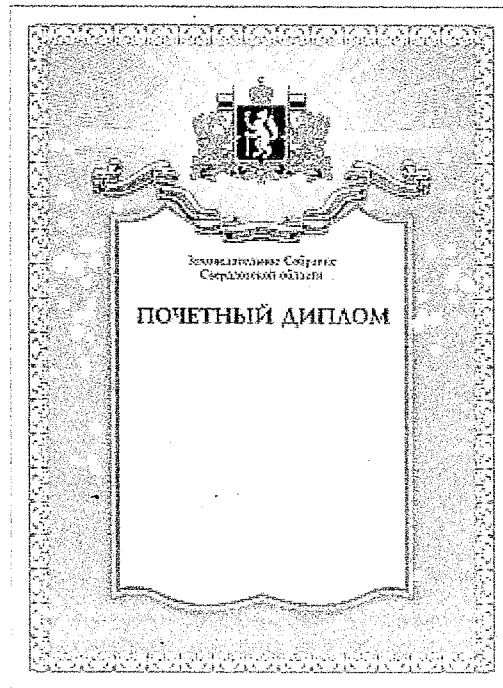 Законодательное Собрание
Свердловской области
ПОЧЕТНЫЙ ДИПЛОМ